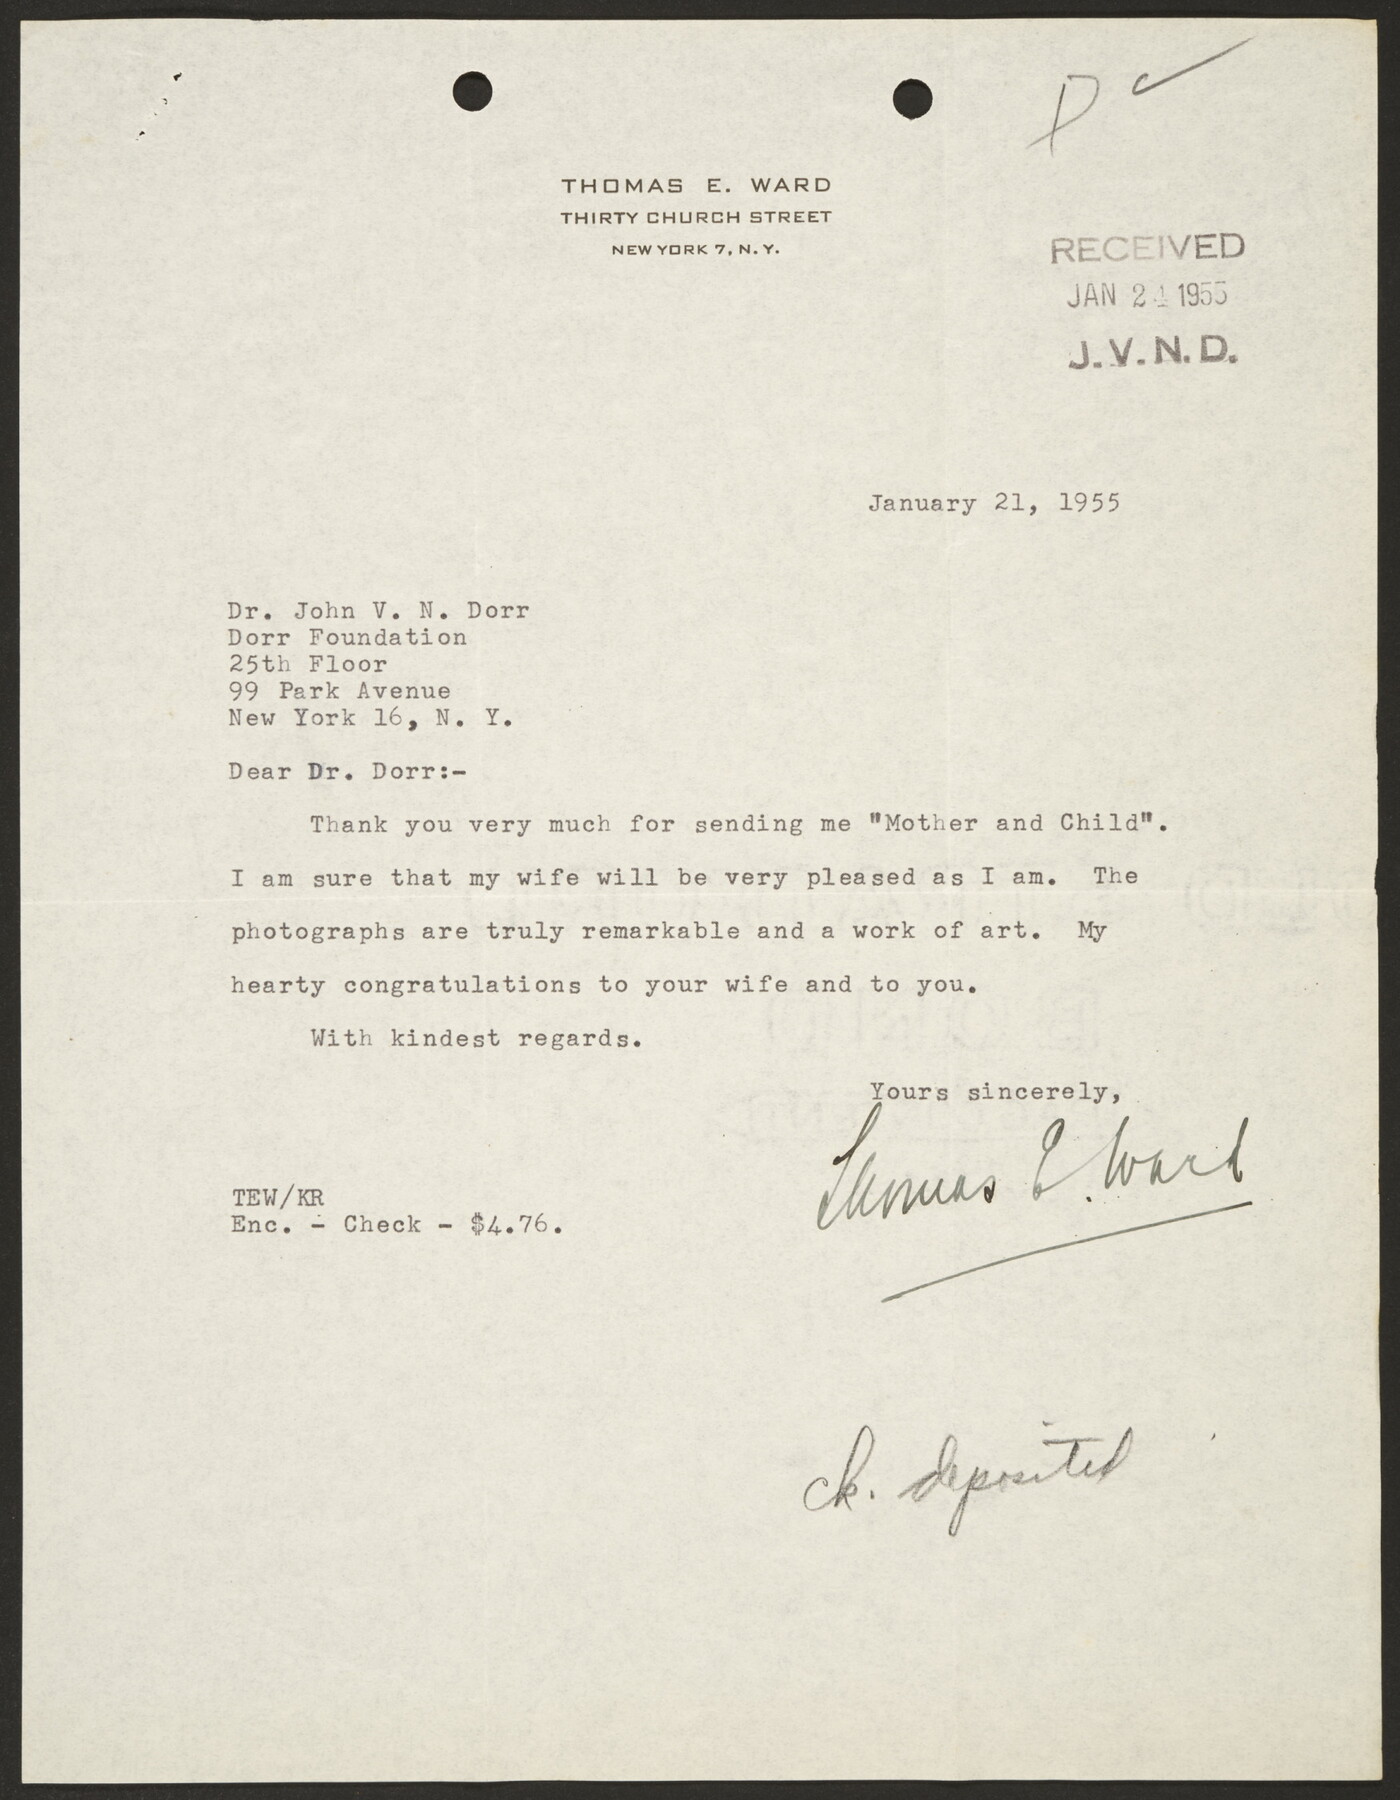 THOMAS E. WARD
THIRTY CHURCH STREET
NEW YORK 7, N. Y.
RECEIVED
JAN 24 1955
J. V. N. D.
January 21, 1955
Dr. John V. N. Dorr
Dorr Foundation
25th Floor
99 Park Avenue
New York 16, N. Y.
Dear Dr. Dorr:-
Thank you very much for sending me "Mother and Child".
I am sure that my wife will be very pleased as I am. The
photographs are truly remarkable and a work of art. My
hearty congratulations to your wife and to you.
With kindest regards.
Yours sincerely,
Thomas E. Ward
TEW/KR
Enc. - Check - $4.76.
ck. deposited